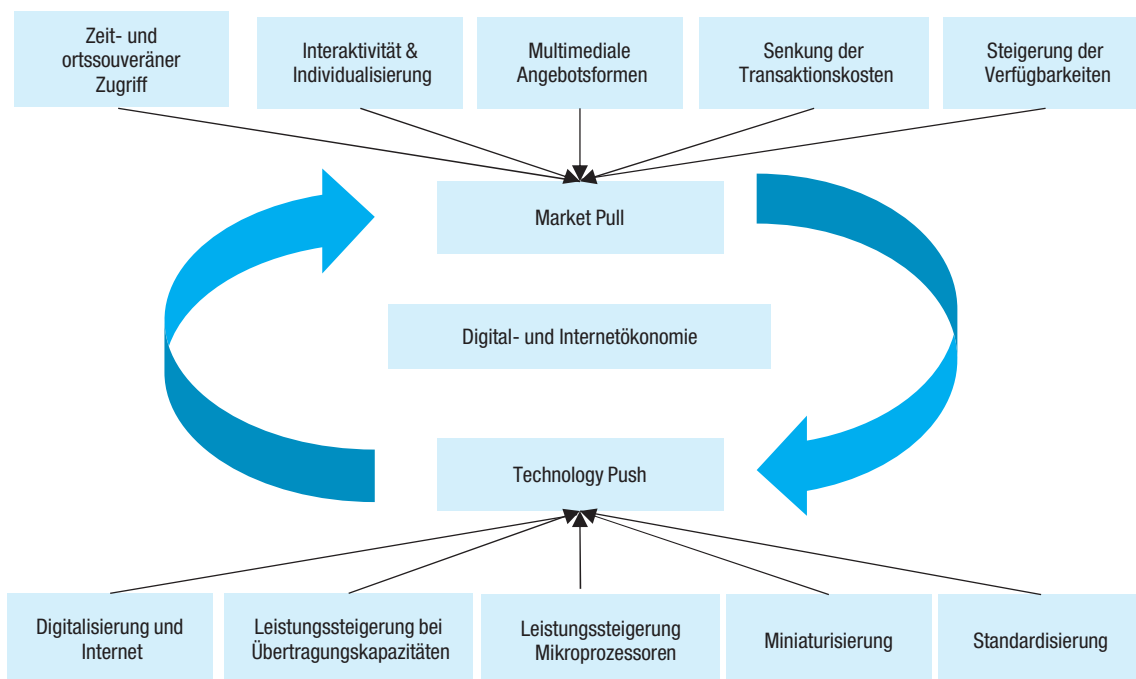 Zeit- und
ortssouveräner
Zugriff
Interaktivität &
Individualisierung
Multimediale
Angebotsformen
Senkung der
Transaktionskosten
Steigerung der
Verfügbarkeiten
Market Pull
Digital- und Internetökonomie
Technology Push
Digitalisierung und
Internet
Leistungssteigerung bei
Übertragungskapazitäten
Leistungssteigerung
Mikroprozessoren
Miniaturisierung
Standardisierung